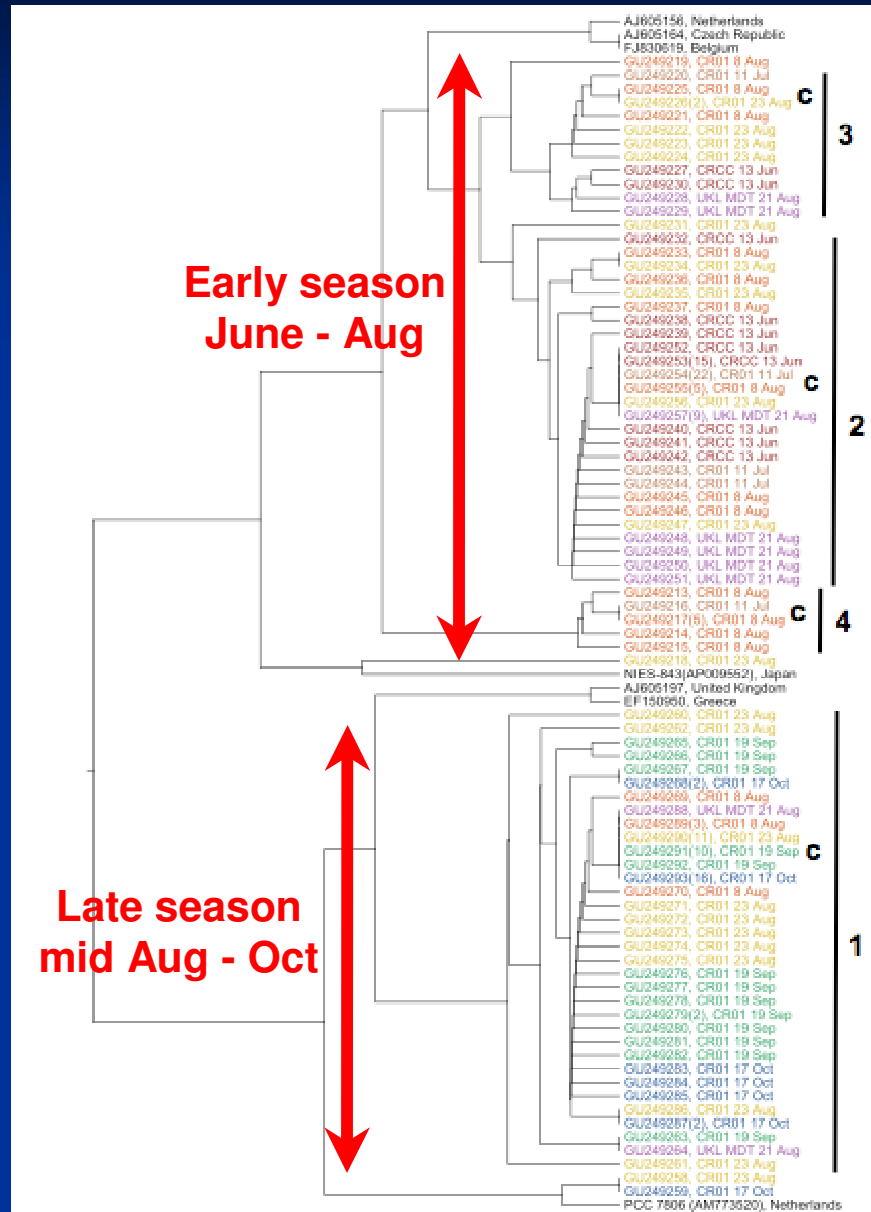 AJ605156, Netherlands
AJ605164, Czech Republic
FJ830619, Belgium
GU249219, CR01 8 Aug
GU249220, CR01 11 Jul
GU249225, CR01 8 Aug
GU249226(2), CR01 23 Aug
c
GU249221, CR01 8 Aug
GU249222, CR01 23 Aug
3
GU249223, CR01 23 Aug
GU249224, CR01 23 Aug
GU249227, CRCC 13 Jun
GU249230, CRCC 13 Jun
GU249228, UKL MDT 21 Aug
GU249229, UKL MDT 21 Aug
GU249231, CR01 23 Aug
GU249232, CRCC 13 Jun
GU249233, CR01 8 Aug
GU249234, CR01 23 Aug
GU249236, CR01 8 Aug
GU249235, CR01 23 Aug
Early season
June - Aug
GU249237, CR01 8 Aug
GU249238, CRCC 13 Jun
GU249239, CRCC 13 Jun
GU249252, CRCC 13 Jun
GU249253(15), CRCC 13 Jun
GU249254(22), CR01 11 Jul
GU249255(5), CR01 8 Aug
c
GU249256, CR01 23 Aug
GU249257(9), UKL MDT 21 Aug
2
GU249240, CRCC 13 Jun
GU249241, CRCC 13 Jun
GU249242, CRCC 13 Jun
GU249243, CR01 11 Jul
GU249244, CR01 11 Jul
GU249245, CR01 8 Aug
GU249246, CR01 8 Aug
GU249247, CR01 23 Aug
GU249248, UKL MDT 21 Aug
GU249249, UKL MDT 21 Aug
GU249250, UKL MDT 21 Aug
GU249251, UKL MDT 21 Aug
GU249213, CR01 8 Aug
GU249216, CR01 11 Jul
GU249217(5), CR01 8 Aug
c
4
GU249214, CR01 8 Aug
GU249215, CR01 8 Aug
GU249218, CR01 23 Aug
NIES-843(AP009552), Japan
AJ605197, United Kingdom
EF150950, Greece
GU249260, CR01 23 Aug
GU249262, CR01 23 Aug
GU249265, CR01 19 Sep
GU249266, CR01 19 Sep
GU249267, CR01 19 Sep
GU249268(2), CR01 17 Oct
GU249269, CR01 8 Aug
GU249288, UKL MDT 21 Aug
GU249289(3), CR01 8 Aug
GU249290(11), CR01 23 Aug
GU249291(10), CR01 19 Sep
c
GU249292, CR01 19 Sep
GU249293(16), CR01 17 Oct
GU249270, CR01 8 Aug
Late season
mid Aug - Oct
GU249271, CR01 23 Aug
GU249272, CR01 23 Aug
GU249273, CR01 23 Aug
GU249274, CR01 23 Aug
1
GU249275, CR01 23 Aug
GU249276, CR01 19 Sep
GU249277, CR01 19 Sep
GU249278, CR01 19 Sep
GU249279(2), CR01 19 Sep
GU249280, CR01 19 Sep
GU249281, CR01 19 Sep
GU249282, CR01 19 Sep
GU249283, CR01 17 Oct
GU249284, CR01 17 Oct
GU249285, CR01 17 Oct
GU249286, CR01 23 Aug
GU249287(2), CR01 17 Oct
GU249263, CR01 19 Sep
GU249264, UKL MDT 21 Aug
GU249261, CR01 23 Aug
GU249258, CR01 23 Aug
GU249259, CR01 17 Oct
PCC 7806 (AM773520), Netherlands